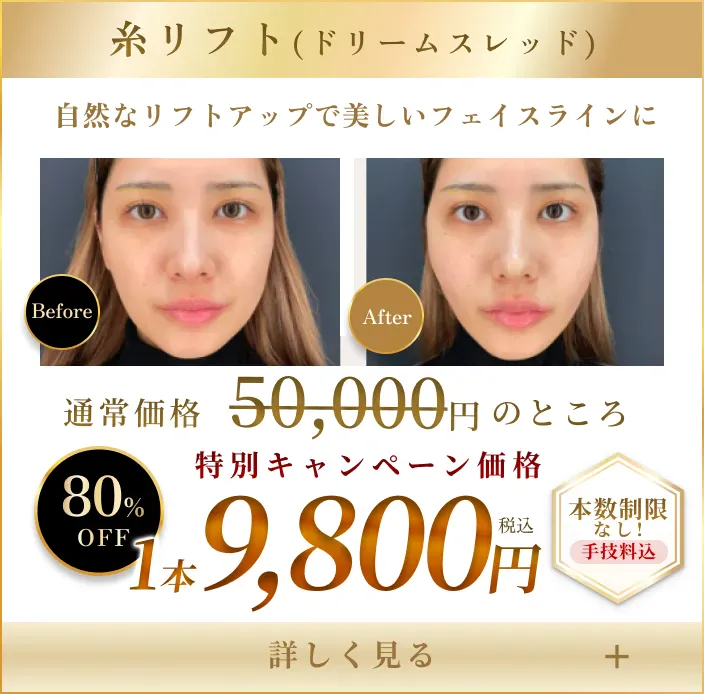 糸リフト(ドリームスレッド)
自然なリフトアップで美しいフェイスラインに
Before
After
通常価格 50,000円のところ
80%
OFF
特別キャンペーン価格
1本9,800円
税込
本数制限
なし!
手技料込
詳しく見る +